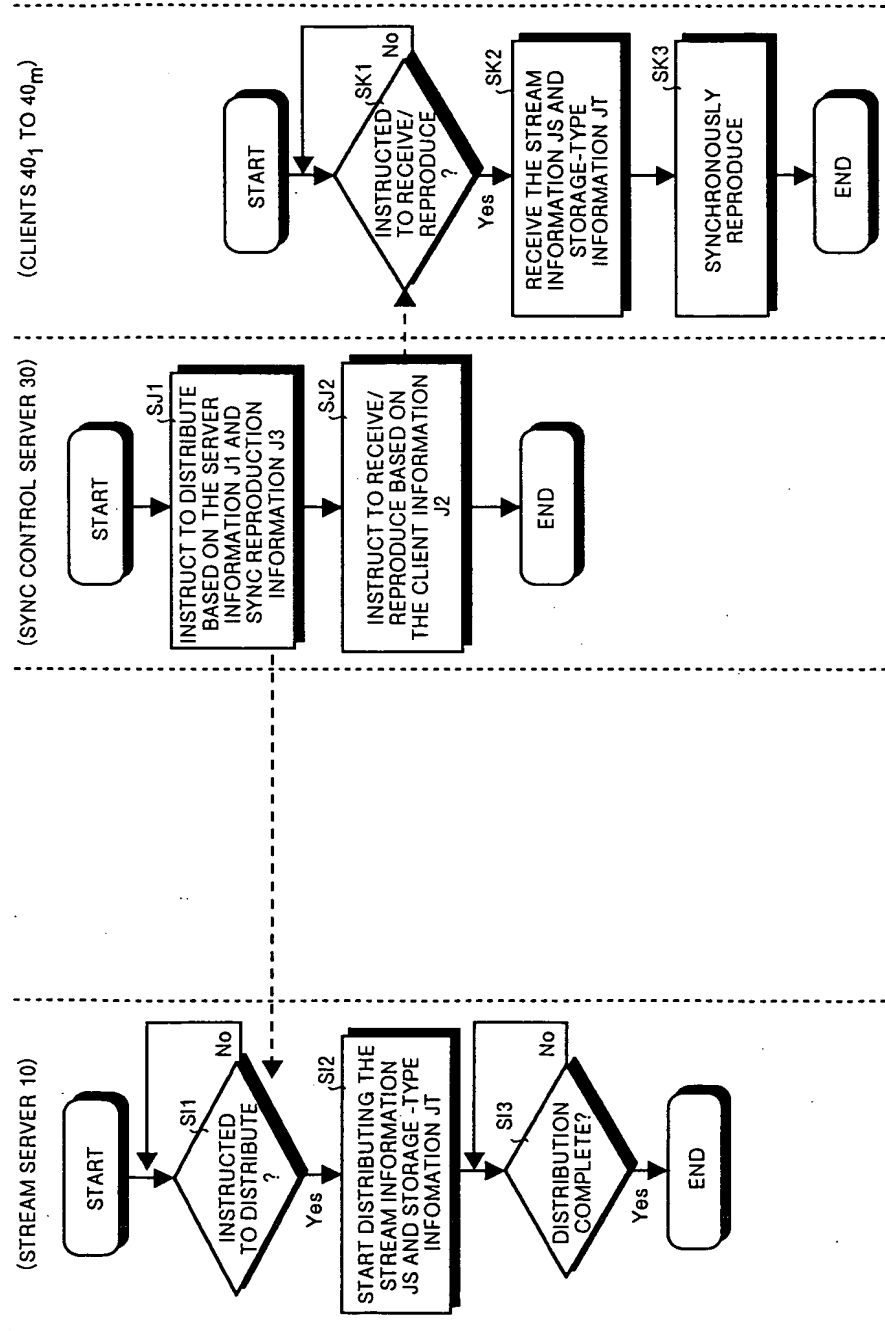 (STREAM SERVER 10)
START
SI1
INSTRUCTED
TO DISTRIBUTE
?
No
Yes
SI2
START DISTRIBUTING THE
STREAM INFORMATION
JS AND STORAGE -TYPE
INFOMATION JT
SI3
DISTRIBUTION
COMPLETE?
No
Yes
END
(SYNC CONTROL SERVER 30)
START
SJ1
INSTRUCT TO DISTRIBUTE
BASED ON THE SERVER
INFORMATION J1 AND
SYNC REPRODUCTION
INFORMATION J3
SJ2
INSTRUCT TO RECEIVE/
REPRODUCE BASED ON
THE CLIENT INFORMATION
J2
END
(CLIENTS 40₁ TO 40ₘ)
START
SK1
INSTRUCTED
TO RECEIVE/
REPRODUCE
?
No
Yes
SK2
RECEIVE THE STREAM
INFORMATION JS AND
STORAGE-TYPE
INFORMATION JT
SK3
SYNCHRONOUSLY
REPRODUCE
END